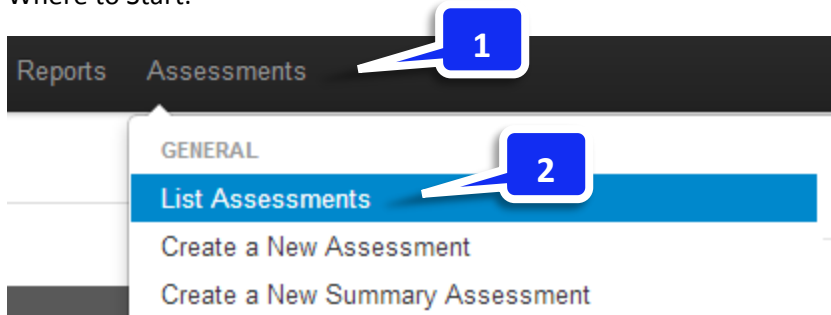 Where to Start:
1
Reports Assessments
GENERAL
2
List Assessments
Create a New Assessment
Create a New Summary Assessment